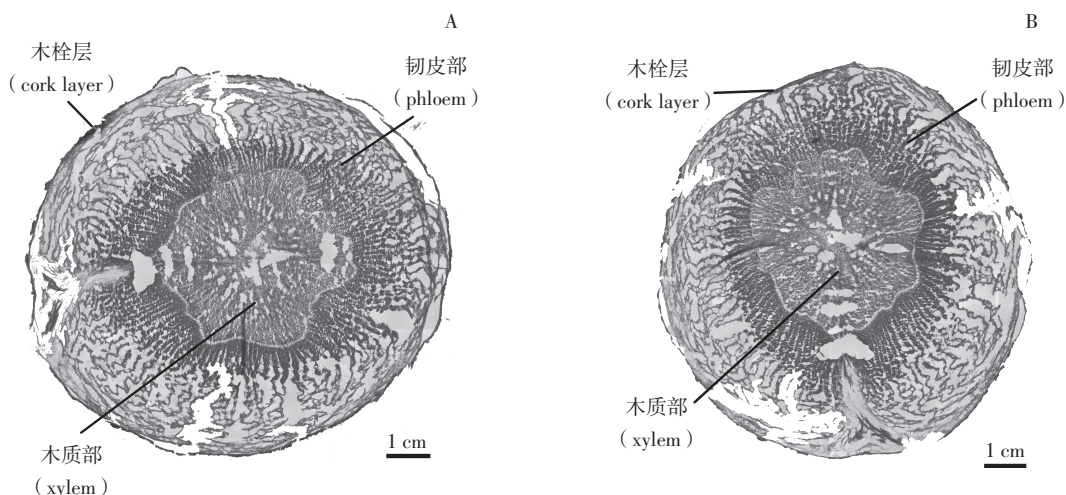 A
木栓层
（cork layer）
韧皮部
（phloem）
木质部
（xylem）
1 cm
B
木栓层
（cork layer）
韧皮部
（phloem）
木质部
（xylem）
1 cm